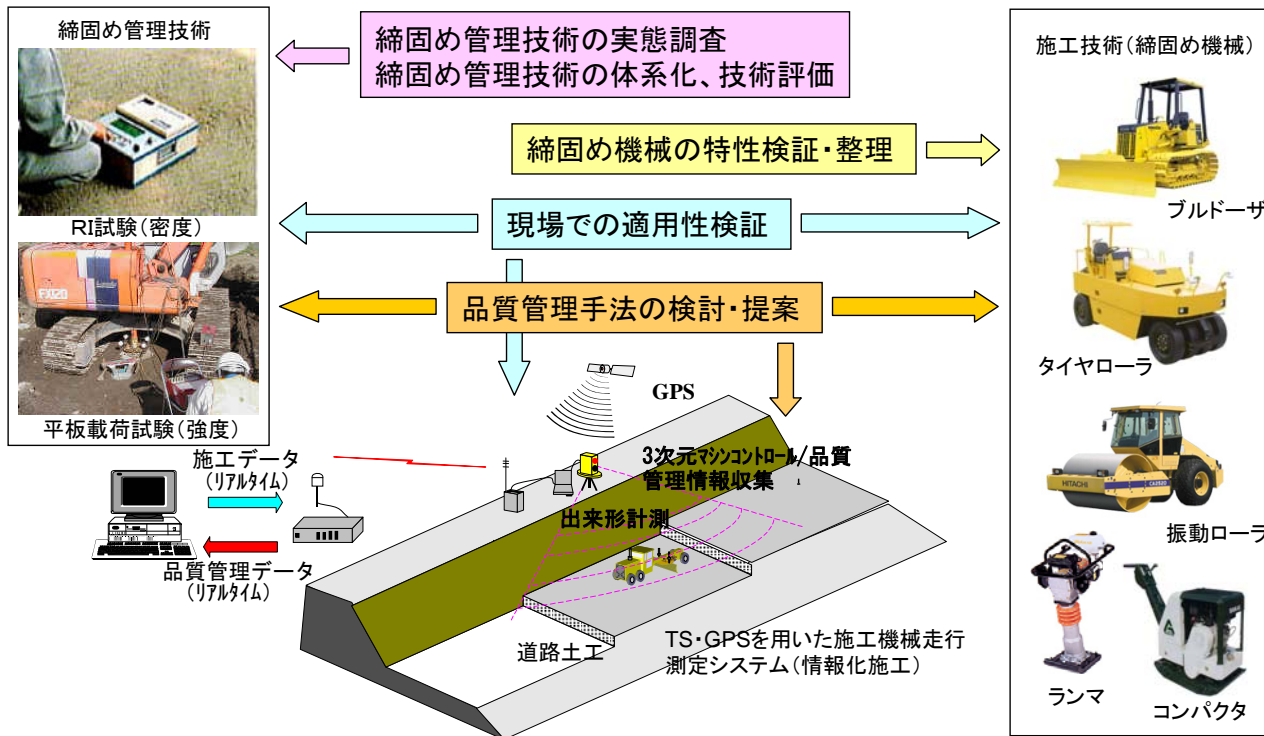 締固め管理技術
RI試験(密度)
FX120
平板載荷試験(強度)
締固め管理技術の実態調査
締固め管理技術の体系化、技術評価
締固め機械の特性検証・整理
現場での適用性検証
品質管理手法の検討・提案
施工技術(締固め機械)
ブルドーザ
タイヤローラ
HITACHI
CA252D
振動ローラ
ランマ
コンパクタ
GPS
3次元マシンコントロール/品質
管理情報収集
出来形計測
施工データ
(リアルタイム)
品質管理データ
(リアルタイム)
道路土工
TS・GPSを用いた施工機械走行
測定システム(情報化施工)